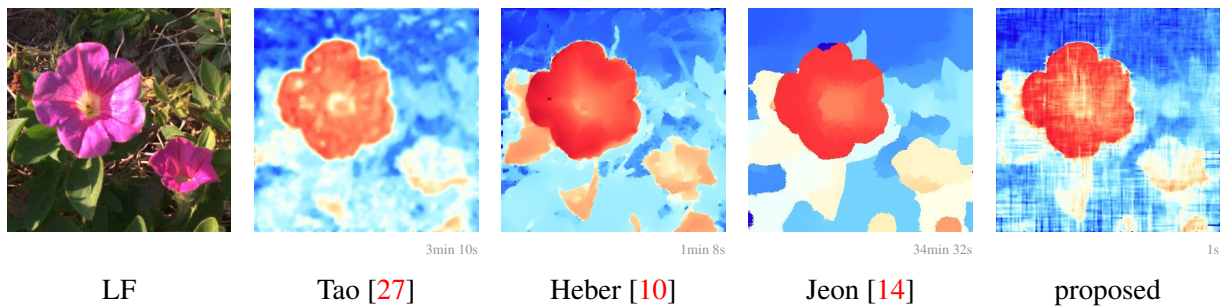 3min 10s
1min 8s
34min 32s
1s
LF
Tao [27]
Heber [10]
Jeon [14]
proposed